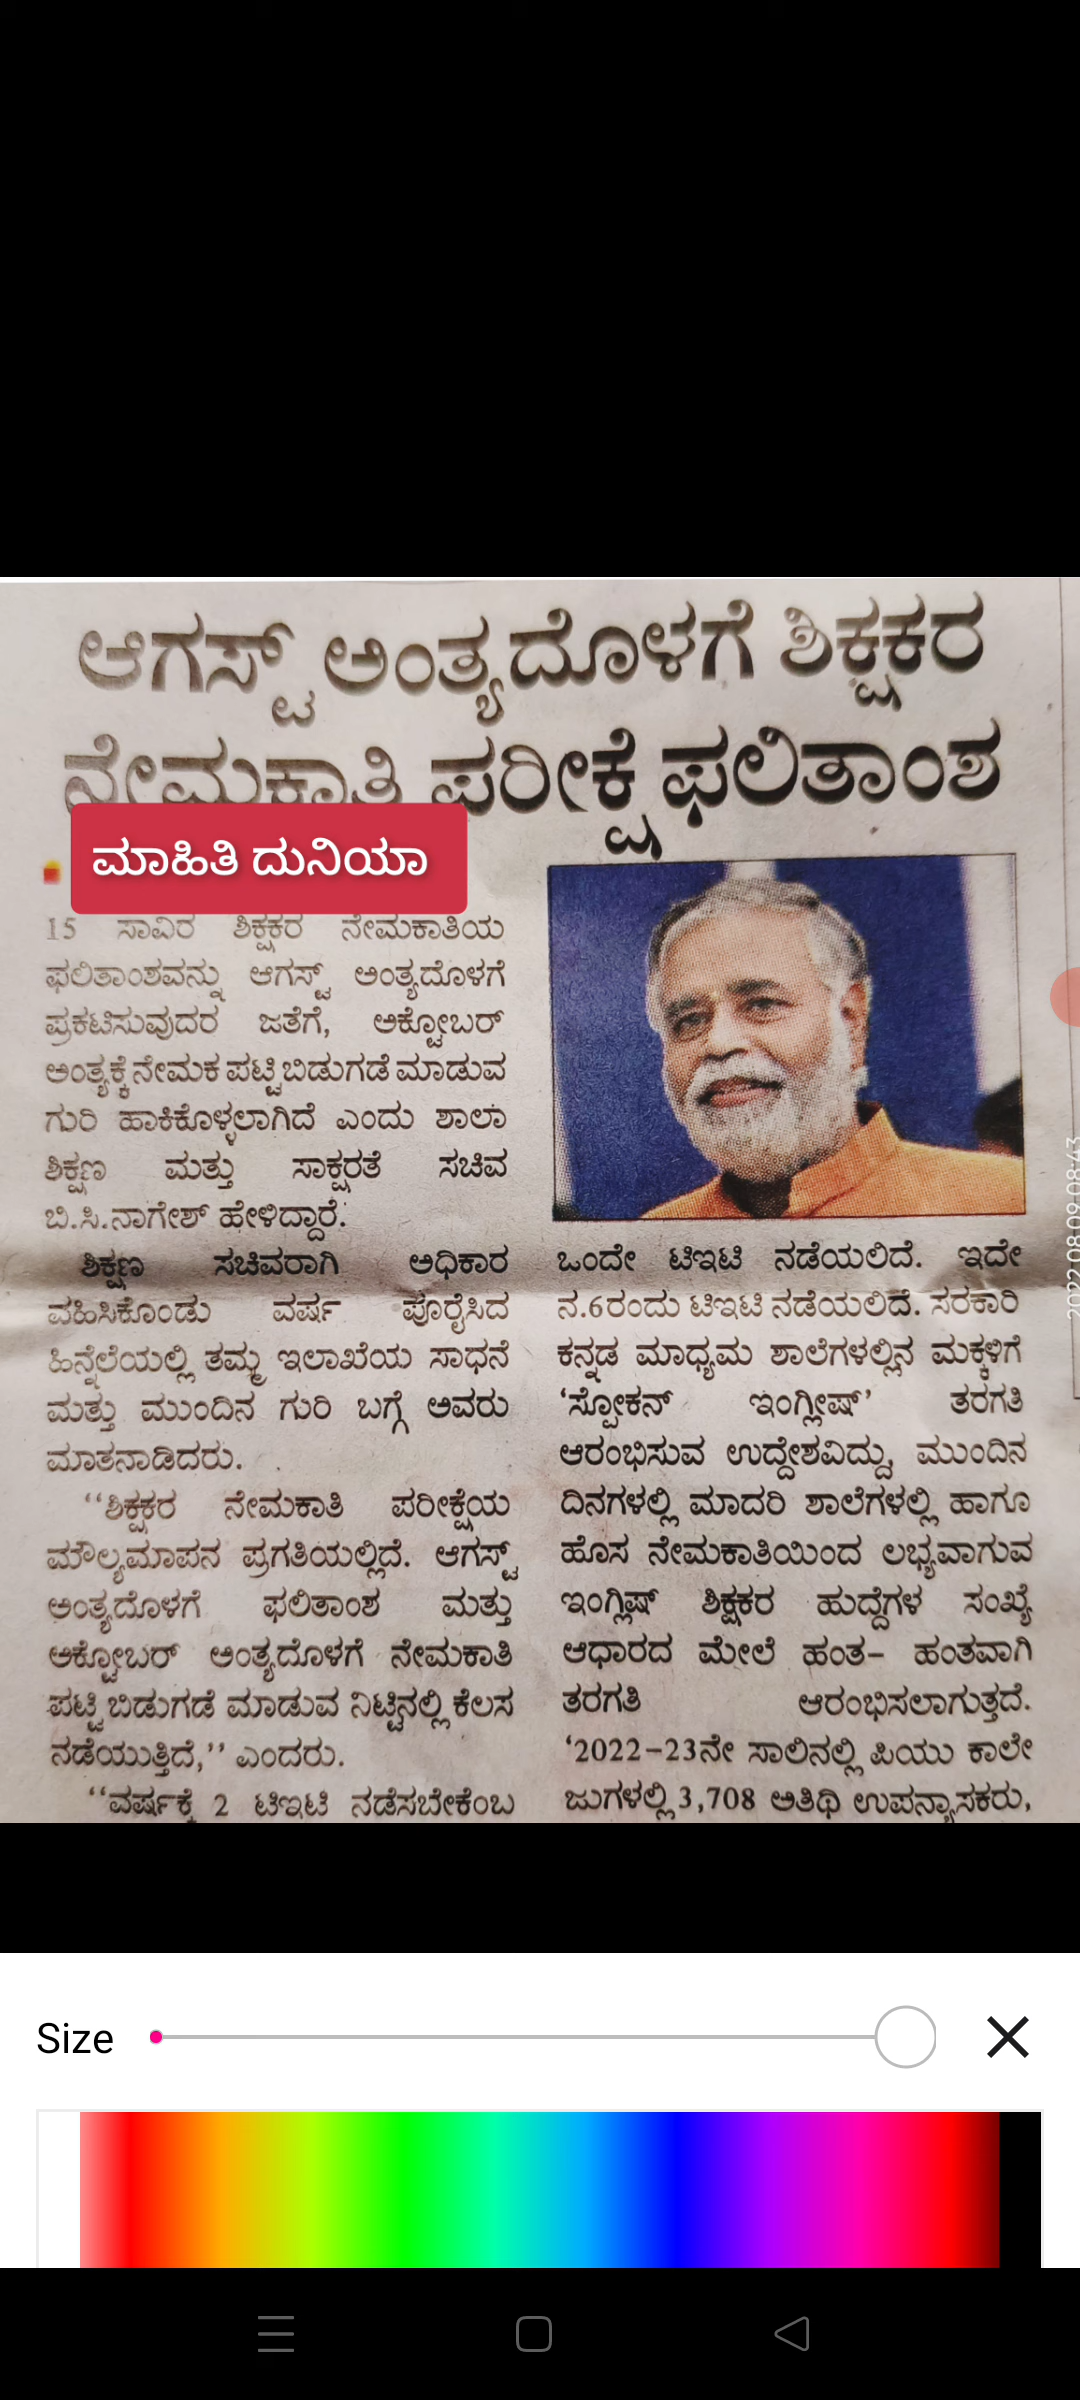 ಆಗಸ್ಟ್ ಅಂತ್ಯದೊಳಗೆ ಶಿಕ್ಷಕರ
ನೇಮಕಾತಿ ಪರೀಕ್ಷೆ ಫಲಿತಾಂಶ
ಮಾಹಿತಿ ದುನಿಯಾ
15 ಸಾವಿರ ಶಿಕ್ಷಕರ ನೇಮಕಾತಿಯ
ಫಲಿತಾಂಶವನ್ನು ಆಗಸ್ಟ್ ಅಂತ್ಯದೊಳಗೆ
ಪ್ರಕಟಿಸುವುದರ ಜತೆಗೆ, ಅಕ್ಟೋಬರ್
ಅಂತ್ಯಕ್ಕೆ ನೇಮಕ ಪಟ್ಟಿ ಬಿಡುಗಡೆ ಮಾಡುವ
ಗುರಿ ಹಾಕಿಕೊಳ್ಳಲಾಗಿದೆ ಎಂದು ಶಾಲಾ
ಶಿಕ್ಷಣ ಮತ್ತು ಸಾಕ್ಷರತೆ ಸಚಿವ
ಬಿ.ಸಿ.ನಾಗೇಶ್ ಹೇಳಿದ್ದಾರೆ.
ಶಿಕ್ಷಣ ಸಚಿವರಾಗಿ ಅಧಿಕಾರ
ವಹಿಸಿಕೊಂಡು ವರ್ಷ ಪೂರೈಸಿದ
ಹಿನ್ನೆಲೆಯಲ್ಲಿ ತಮ್ಮ ಇಲಾಖೆಯ ಸಾಧನೆ
ಮತ್ತು ಮುಂದಿನ ಗುರಿ ಬಗ್ಗೆ ಅವರು
ಮಾತನಾಡಿದರು.
‘‘ಶಿಕ್ಷಕರ ನೇಮಕಾತಿ ಪರೀಕ್ಷೆಯ
ಮೌಲ್ಯಮಾಪನ ಪ್ರಗತಿಯಲ್ಲಿದೆ. ಆಗಸ್ಟ್
ಅಂತ್ಯದೊಳಗೆ ಫಲಿತಾಂಶ ಮತ್ತು
ಅಕ್ಟೋಬರ್ ಅಂತ್ಯದೊಳಗೆ ನೇಮಕಾತಿ
ಪಟ್ಟಿ ಬಿಡುಗಡೆ ಮಾಡುವ ನಿಟ್ಟಿನಲ್ಲಿ ಕೆಲಸ
ನಡೆಯುತ್ತಿದೆ,’’ ಎಂದರು.
‘‘ವರ್ಷಕ್ಕೆ 2 ಟಿಇಟಿ ನಡೆಸಬೇಕೆಂಬ
ಒಂದೇ ಟಿಇಟಿ ನಡೆಯಲಿದೆ. ಇದೇ
ನ.6ರಂದು ಟಿಇಟಿ ನಡೆಯಲಿದೆ. ಸರಕಾರಿ
ಕನ್ನಡ ಮಾಧ್ಯಮ ಶಾಲೆಗಳಲ್ಲಿನ ಮಕ್ಕಳಿಗೆ
‘ಸ್ಪೋಕನ್ ಇಂಗ್ಲೀಷ್’ ತರಗತಿ
ಆರಂಭಿಸುವ ಉದ್ದೇಶವಿದ್ದು, ಮುಂದಿನ
ದಿನಗಳಲ್ಲಿ ಮಾದರಿ ಶಾಲೆಗಳಲ್ಲಿ ಹಾಗೂ
ಹೊಸ ನೇಮಕಾತಿಯಿಂದ ಲಭ್ಯವಾಗುವ
ಇಂಗ್ಲಿಷ್ ಶಿಕ್ಷಕರ ಹುದ್ದೆಗಳ ಸಂಖ್ಯೆ
ಆಧಾರದ ಮೇಲೆ ಹಂತ– ಹಂತವಾಗಿ
ತರಗತಿ ಆರಂಭಿಸಲಾಗುತ್ತದೆ.
‘2022–23ನೇ ಸಾಲಿನಲ್ಲಿ ಪಿಯು ಕಾಲೇ
ಜುಗಳಲ್ಲಿ 3,708 ಅತಿಥಿ ಉಪನ್ಯಾಸಕರು,
2022.08.09 08:43
Size